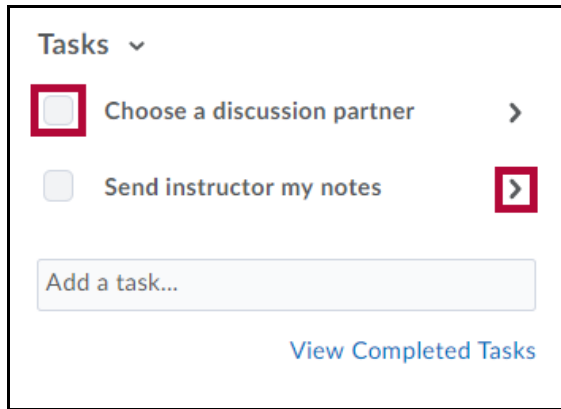 Tasks
Choose a discussion partner
Send instructor my notes
Add a task...
View Completed Tasks